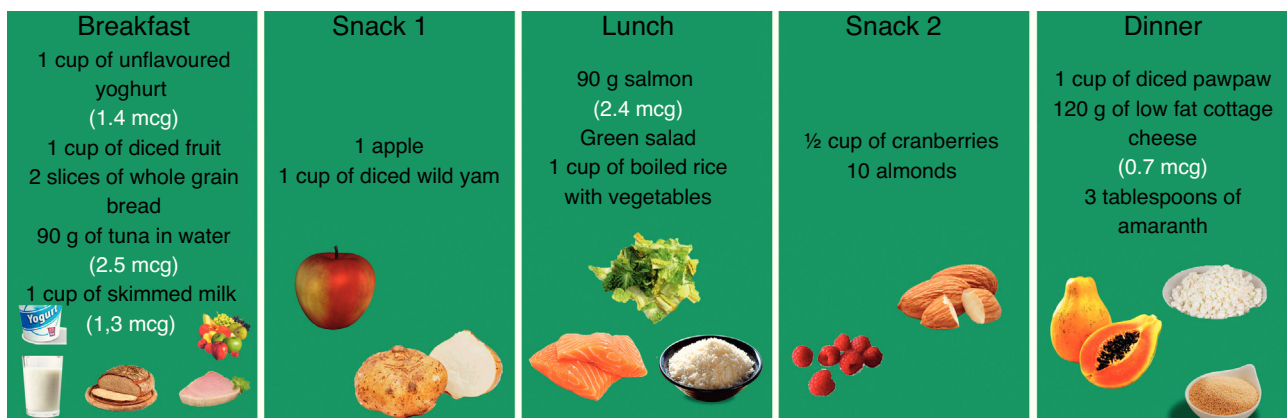 Breakfast
1 cup of unflavoured
yoghurt
(1.4 mcg)
1 cup of diced fruit
2 slices of whole grain
bread
90 g of tuna in water
(2.5 mcg)
1 cup of skimmed milk
(1,3 mcg)
Yogurt
Snack 1
1 apple
1 cup of diced wild yam
Lunch
90 g salmon
(2.4 mcg)
Green salad
1 cup of boiled rice
with vegetables
Snack 2
½ cup of cranberries
10 almonds
Dinner
1 cup of diced pawpaw
120 g of low fat cottage
cheese
(0.7 mcg)
3 tablespoons of
amaranth